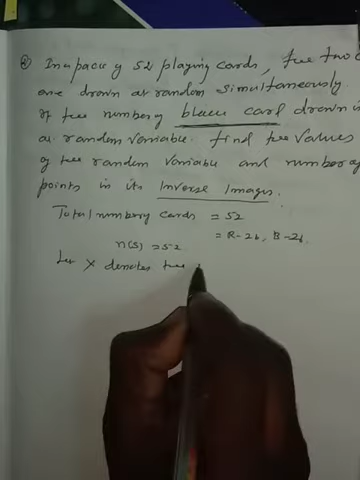 In a pack of 52 playing cards, the two
are drawn at random simultaneously
If the number of black card drawn is
a random variable. find the values
of the random variable and number of
points in its Inverse Images.
Total number of cards = 52
= R-26, B-26.
n(S) = 52
Let X denotes the